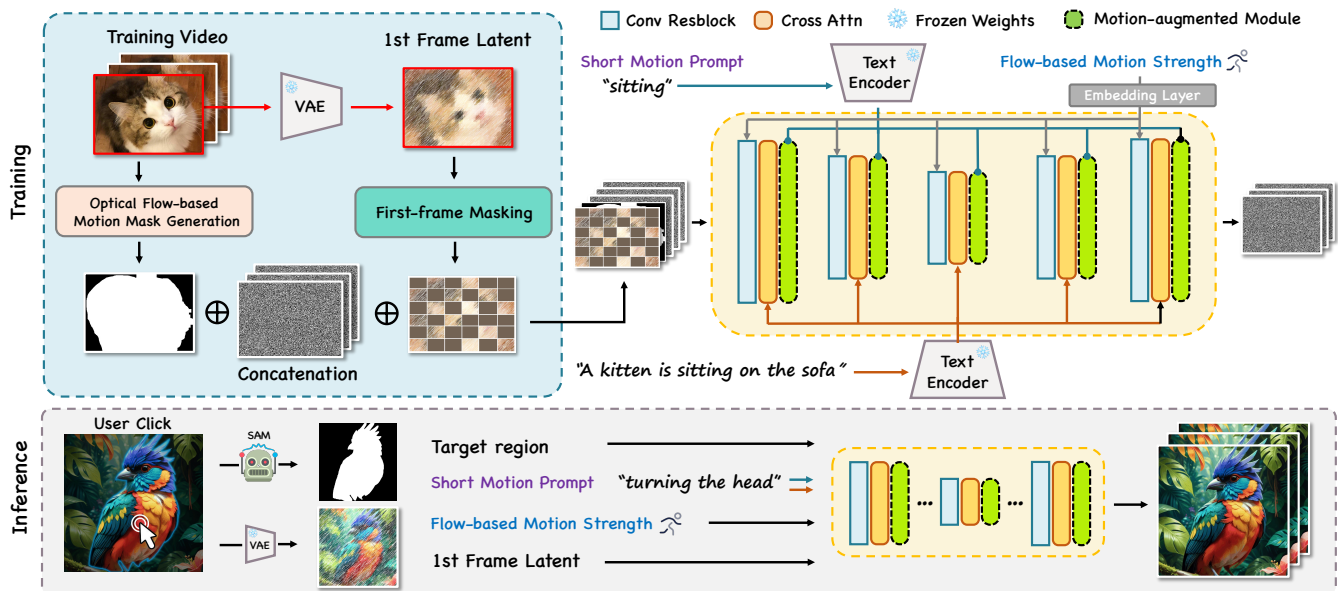 Conv Resblock
Cross Attn
Frozen Weights
Motion-augmented Module
Training
Training Video
1st Frame Latent
VAE
Optical Flow-based
Motion Mask Generation
First-frame Masking
Concatenation
Short Motion Prompt
“sitting”
Text
Encoder
Flow-based Motion Strength
Embedding Layer
“A kitten is sitting on the sofa”
Text
Encoder
Inference
User Click
SAM
VAE
Target region
Short Motion Prompt
“turning the head”
Flow-based Motion Strength
1st Frame Latent
...
...